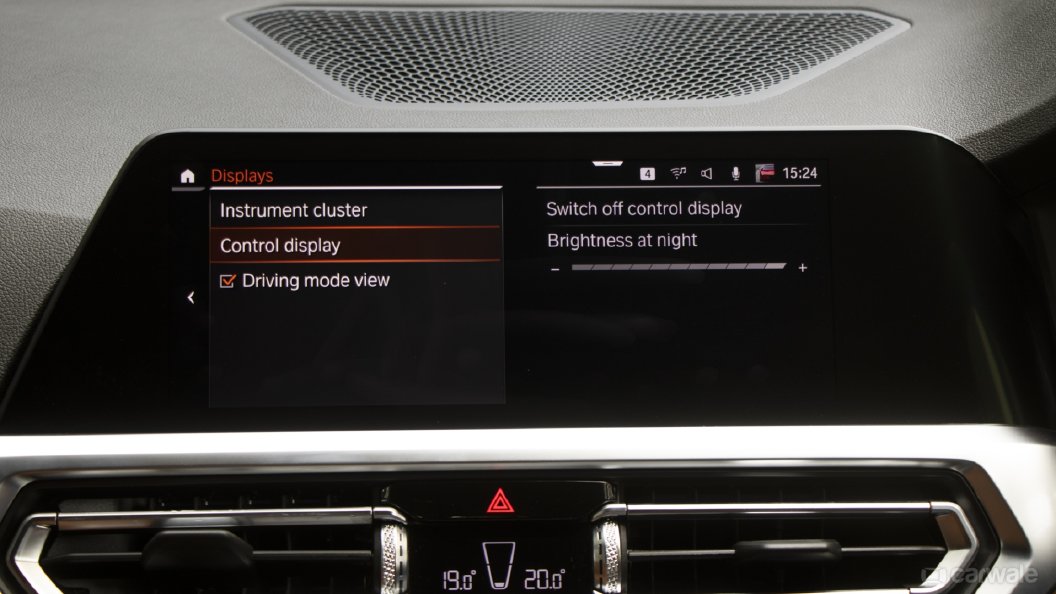 Displays
4
15:24
Instrument cluster
Control display
Driving mode view
Switch off control display
Brightness at night
- +
19.0° 20.0°
carwale